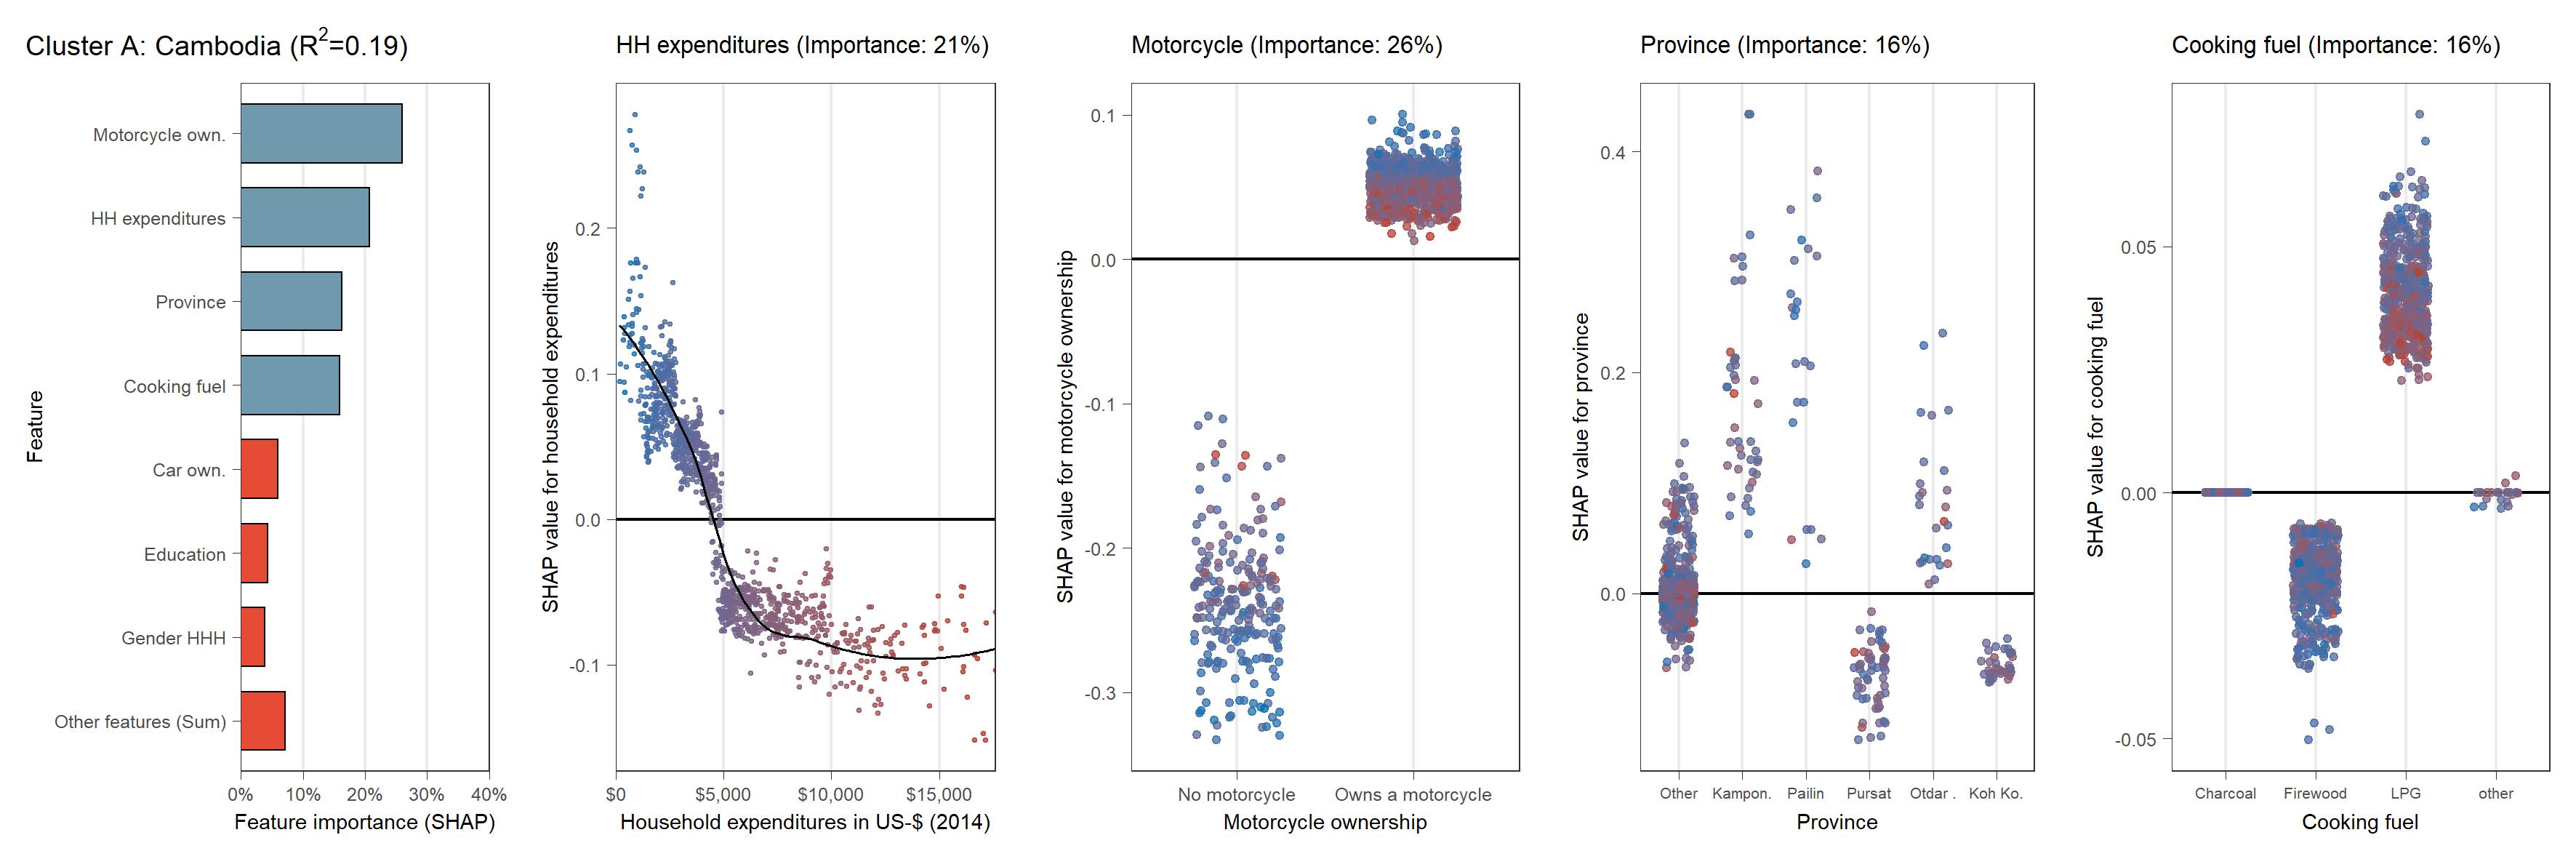 Cluster A: Cambodia (R²=0.19)
Feature
Motorcycle own.
HH expenditures
Province
Cooking fuel
Car own.
Education
Gender HHH
Other features (Sum)
0% 10% 20% 30% 40%
Feature importance (SHAP)
HH expenditures (Importance: 21%)
SHAP value for household expenditures
0.2
0.1
0.0
-0.1
$0 $5,000 $10,000 $15,000
Household expenditures in US-$ (2014)
Motorcycle (Importance: 26%)
SHAP value for motorcycle ownership
0.1
0.0
-0.1
-0.2
-0.3
No motorcycle Owns a motorcycle
Motorcycle ownership
Province (Importance: 16%)
SHAP value for province
0.4
0.2
0.0
Other Kampon. Pailin Pursat Otdar . Koh Ko.
Province
Cooking fuel (Importance: 16%)
SHAP value for cooking fuel
0.05
0.00
-0.05
Charcoal Firewood LPG other
Cooking fuel